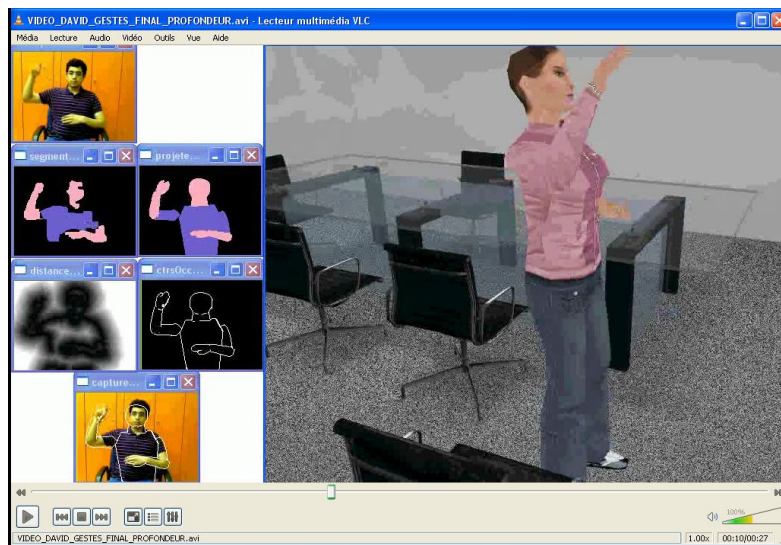 VIDEO_DAVID_GESTES_FINAL_PROFONDEUR.avi - Lecteur multimédia VLC
Média Lecture Audio Vidéo Outils Vue Aide
segment... projete...
distance... ctrsOcc...
capture...
100%
VIDEO_DAVID_GESTES_FINAL_PROFONDEUR.avi 1.00x 00:10/00:27